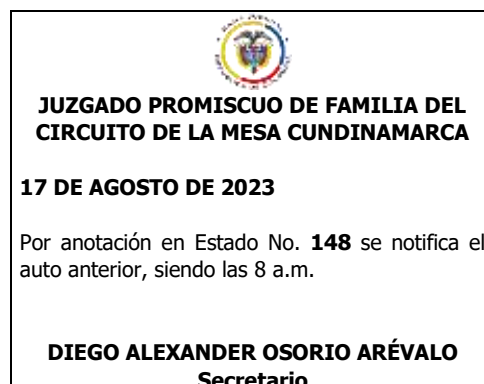 JUZGADO PROMISCUO DE FAMILIA DEL
CIRCUITO DE LA MESA CUNDINAMARCA
17 DE AGOSTO DE 2023
Por anotación en Estado No. 148 se notifica el
auto anterior, siendo las 8 a.m.
DIEGO ALEXANDER OSORIO ARÉVALO
Secretario